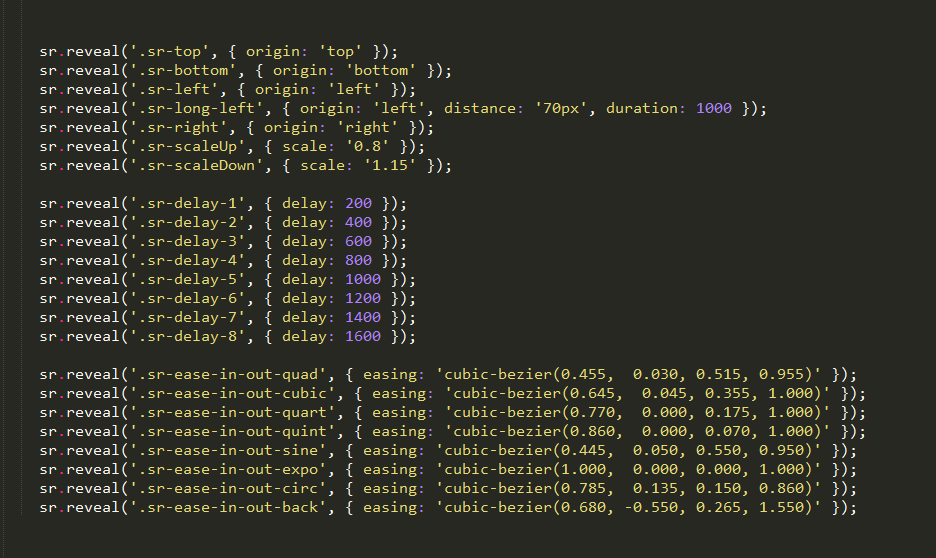 sr.reveal('.sr-top', { origin: 'top' });
sr.reveal('.sr-bottom', { origin: 'bottom' });
sr.reveal('.sr-left', { origin: 'left' });
sr.reveal('.sr-long-left', { origin: 'left', distance: '70px', duration: 1000 });
sr.reveal('.sr-right', { origin: 'right' });
sr.reveal('.sr-scaleUp', { scale: '0.8' });
sr.reveal('.sr-scaleDown', { scale: '1.15' });
sr.reveal('.sr-delay-1', { delay: 200 });
sr.reveal('.sr-delay-2', { delay: 400 });
sr.reveal('.sr-delay-3', { delay: 600 });
sr.reveal('.sr-delay-4', { delay: 800 });
sr.reveal('.sr-delay-5', { delay: 1000 });
sr.reveal('.sr-delay-6', { delay: 1200 });
sr.reveal('.sr-delay-7', { delay: 1400 });
sr.reveal('.sr-delay-8', { delay: 1600 });
sr.reveal('.sr-ease-in-out-quad', { easing: 'cubic-bezier(0.455,  0.030, 0.515, 0.955)' });
sr.reveal('.sr-ease-in-out-cubic', { easing: 'cubic-bezier(0.645,  0.045, 0.355, 1.000)' });
sr.reveal('.sr-ease-in-out-quart', { easing: 'cubic-bezier(0.770,  0.000, 0.175, 1.000)' });
sr.reveal('.sr-ease-in-out-quint', { easing: 'cubic-bezier(0.860,  0.000, 0.070, 1.000)' });
sr.reveal('.sr-ease-in-out-sine', { easing: 'cubic-bezier(0.445,  0.050, 0.550, 0.950)' });
sr.reveal('.sr-ease-in-out-expo', { easing: 'cubic-bezier(1.000,  0.000, 0.000, 1.000)' });
sr.reveal('.sr-ease-in-out-circ', { easing: 'cubic-bezier(0.785,  0.135, 0.150, 0.860)' });
sr.reveal('.sr-ease-in-out-back', { easing: 'cubic-bezier(0.680, -0.550, 0.265, 1.550)' });